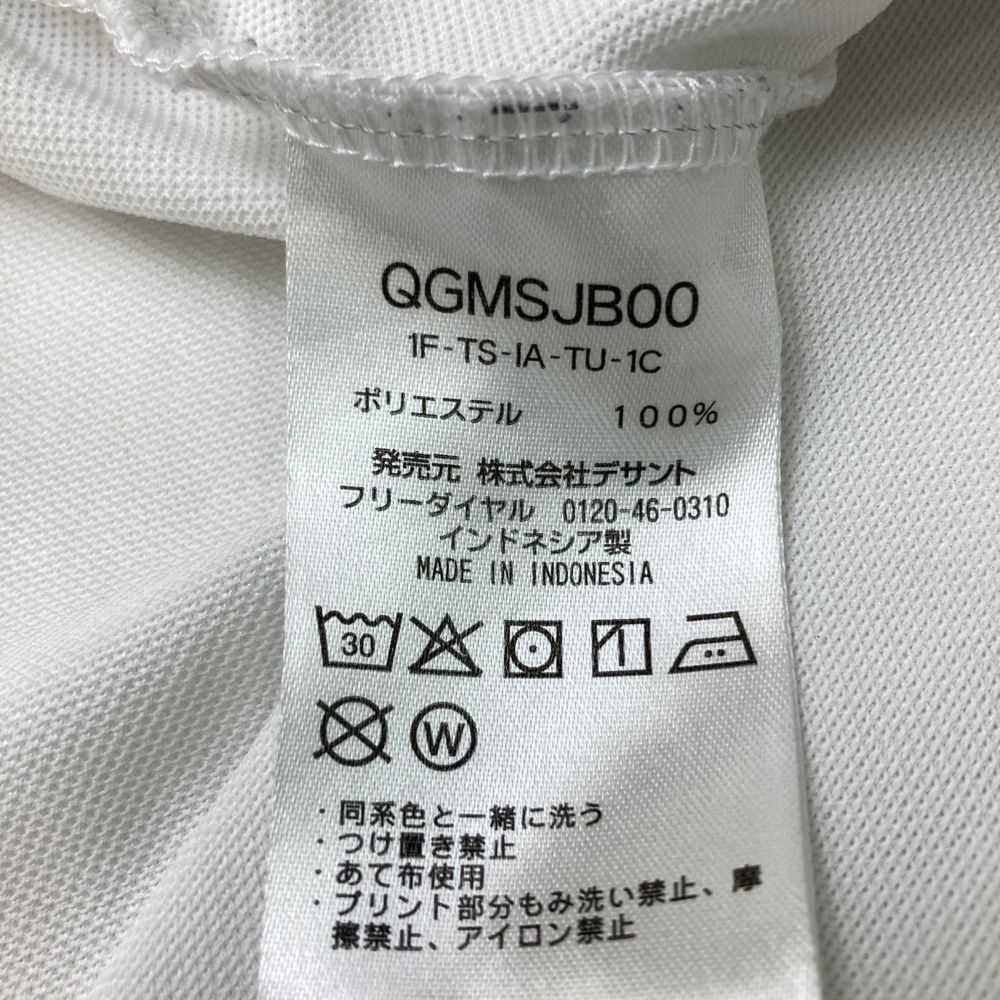 QGMSJB00
1F-TS-IA-TU-1C
ポリエステル 100%
発売元 株式会社デサント
フリーダイヤル 0120-46-0310
インドネシア製
MADE IN INDONESIA
30
W
・同系色と一緒に洗う
・つけ置き禁止
・あて布使用
・プリント部分もみ洗い禁止、摩
擦禁止、アイロン禁止